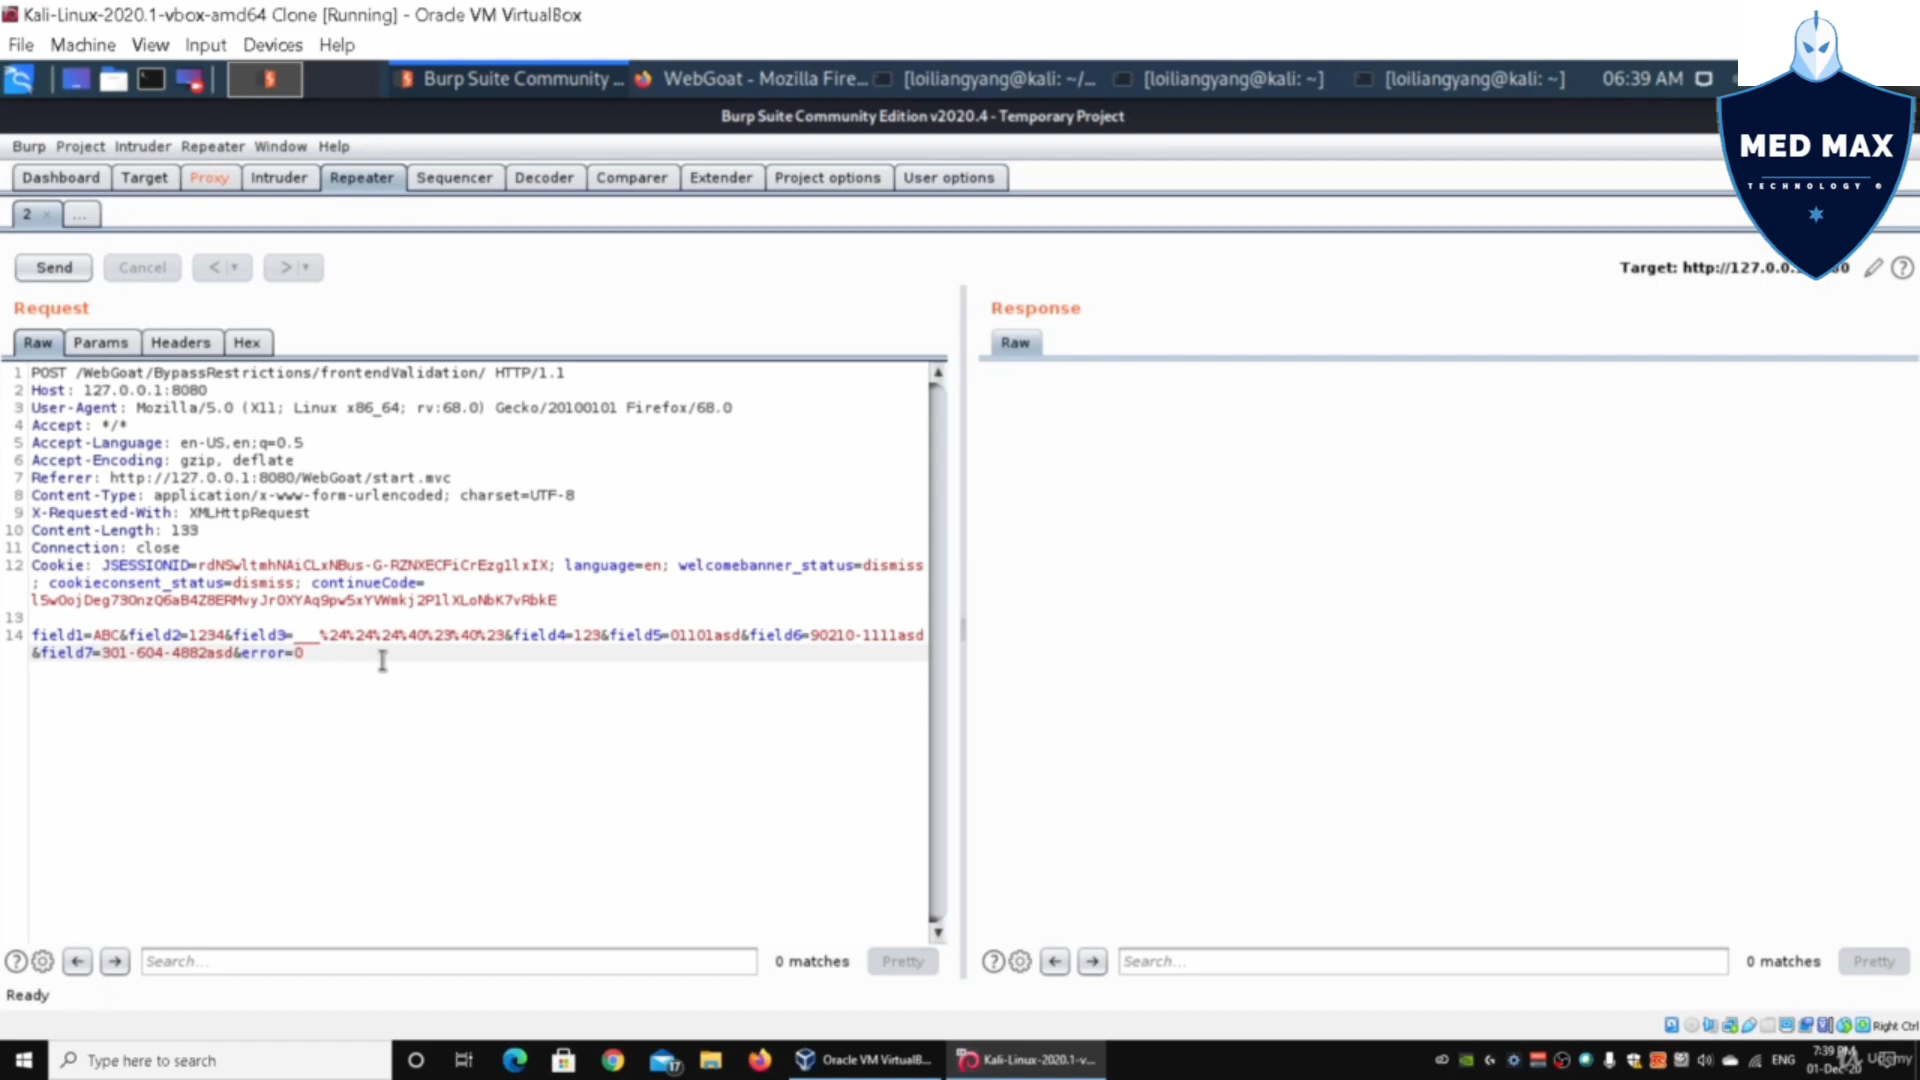 Kali-Linux-2020.1-vbox-amd64 Clone [Running] - Oracle VM VirtualBox
File Machine View Input Devices Help
Burp Suite Community ... WebGoat - Mozilla Fire... [loiliangyang@kali: ~/... [loiliangyang@kali: ~] [loiliangyang@kali: ~] 06:39 AM
Burp Suite Community Edition v2020.4 - Temporary Project
MED MAX
TECHNOLOGY
Burp Project Intruder Repeater Window Help
Dashboard Target Proxy Intruder Repeater Sequencer Decoder Comparer Extender Project options User options
2 × ...
Send Cancel < > Target: http://127.0.0.
Request Response
Raw Params Headers Hex Raw
1 POST /WebGoat/BypassRestrictions/frontendValidation/ HTTP/1.1
2 Host: 127.0.0.1:8080
3 User-Agent: Mozilla/5.0 (X11; Linux x86_64; rv:68.0) Gecko/20100101 Firefox/68.0
4 Accept: */*
5 Accept-Language: en-US,en;q=0.5
6 Accept-Encoding: gzip, deflate
7 Referer: http://127.0.0.1:8080/WebGoat/start.mvc
8 Content-Type: application/x-www-form-urlencoded; charset=UTF-8
9 X-Requested-With: XMLHttpRequest
10 Content-Length: 133
11 Connection: close
12 Cookie: JSESSIONID=rdNSwltmhNAiCLxNBus-G-RZNXECFiCrEzg1lxIX; language=en; welcomebanner_status=dismiss
; cookieconsent_status=dismiss; continueCode=
l5wOojDeg73OnzQ6aB4Z8ERMvyJrOXYAq9pw5xYVWmkj2P1lXLoNbK7vRbkE
13
14 field1=ABC&field2=1234&field3=___%24%24%24%40%23%40%23&field4=123&field5=01101asd&field6=90210-1111asd
&field7=301-604-4882asd&error=0
Search... 0 matches Pretty Search... 0 matches Pretty
Ready
Right Ctrl
Type here to search 17 Oracle VM VirtualB... Kali-Linux-2020.1-v... ENG 7:39 PM
01-Dec-20